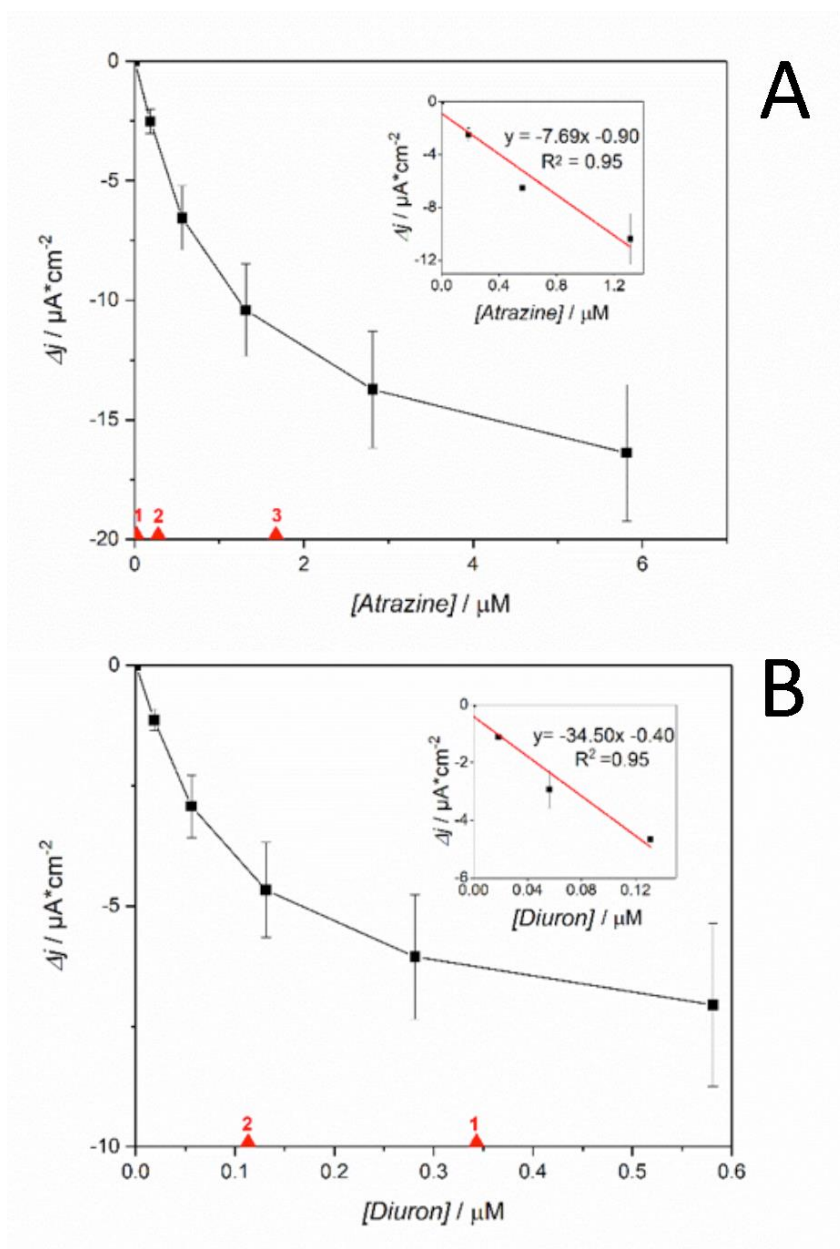 A
0
-5
-10
-15
-20
0
2
4
6
Δj / μA*cm-2
[Atrazine] / μM
1
2
3
0
-4
-8
-12
0.0
0.4
0.8
1.2
Δj / μA*cm-2
[Atrazine] / μM
y = -7.69x -0.90
R2 = 0.95
B
0
-5
-10
0.0
0.1
0.2
0.3
0.4
0.5
0.6
Δj / μA*cm-2
[Diuron] / μM
2
1
0
-2
-4
-6
0.00
0.04
0.08
0.12
Δj / μA*cm-2
[Diuron] / μM
y= -34.50x -0.40
R2 =0.95